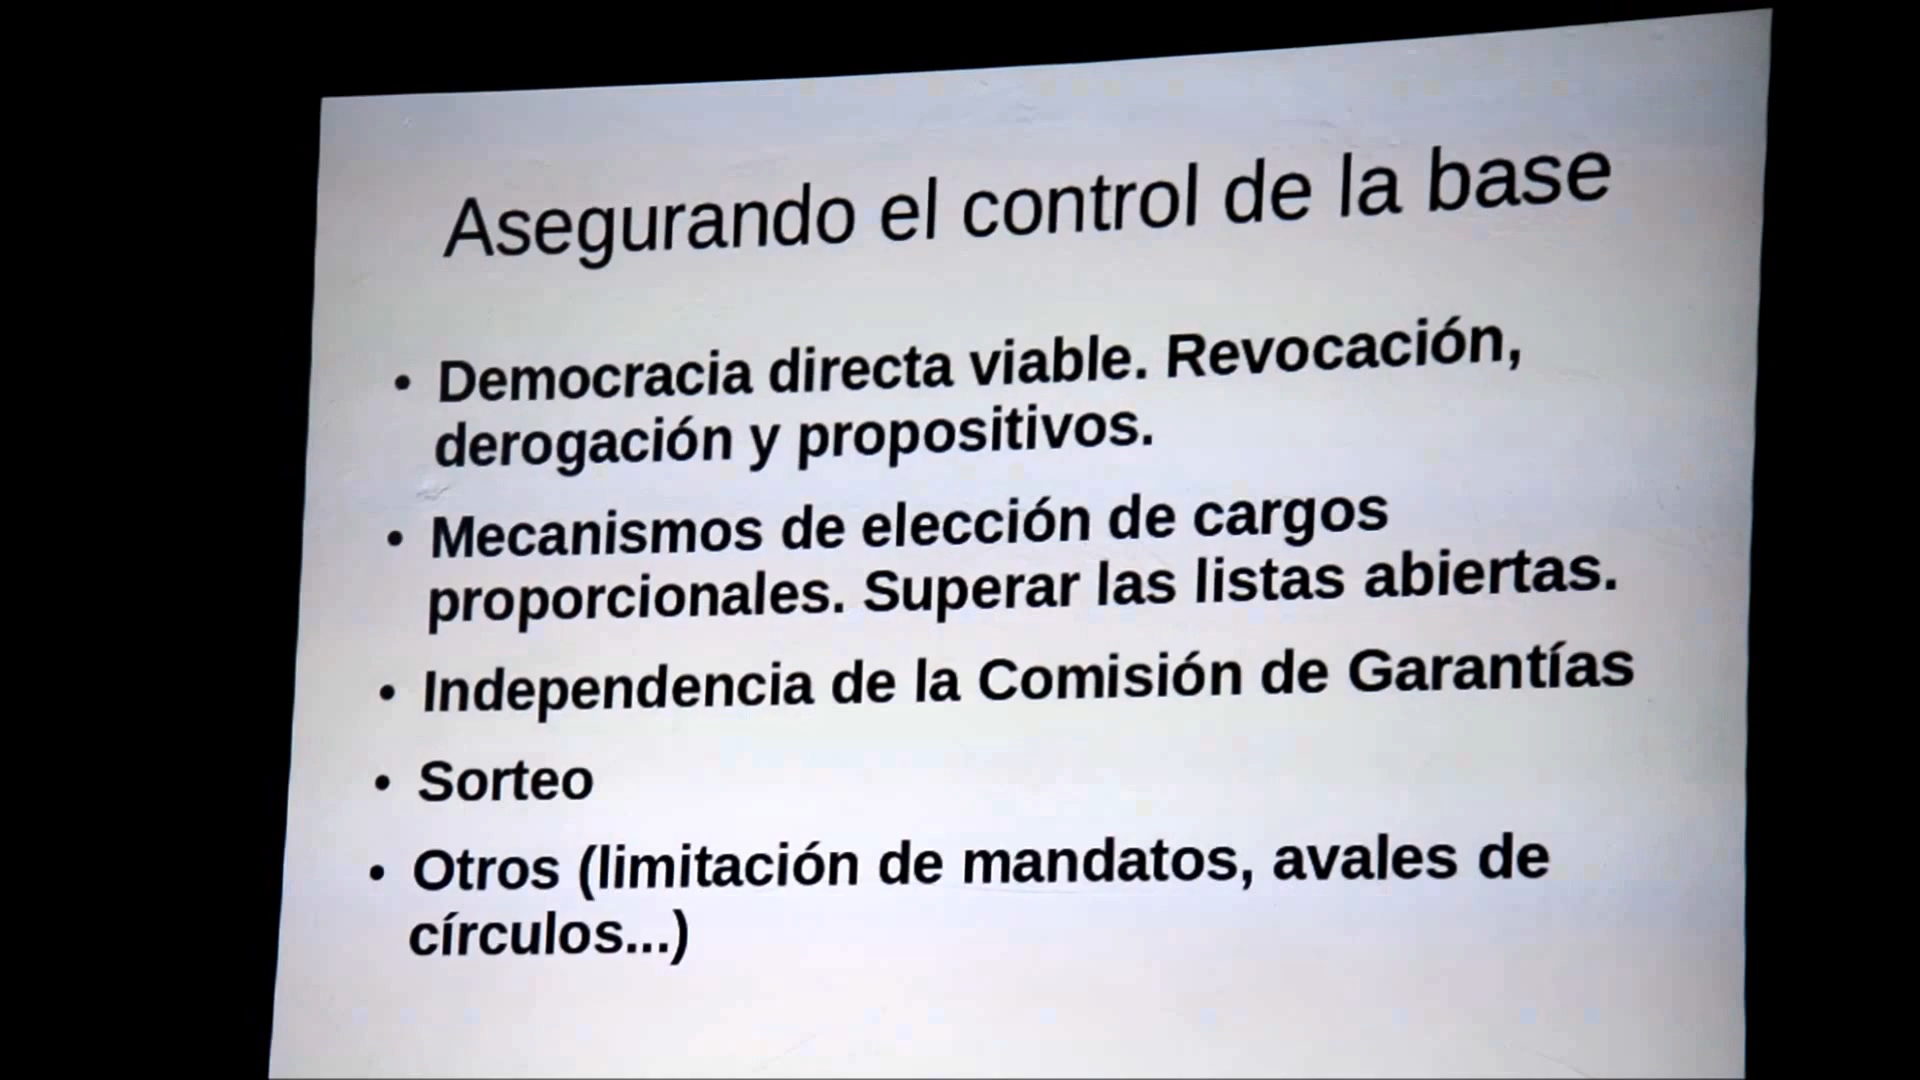 Asegurando el control de la base
• Democracia directa viable. Revocación,
derogación y propositivos.
• Mecanismos de elección de cargos
proporcionales. Superar las listas abiertas.
• Independencia de la Comisión de Garantías
• Sorteo
• Otros (limitación de mandatos, avales de
círculos...)